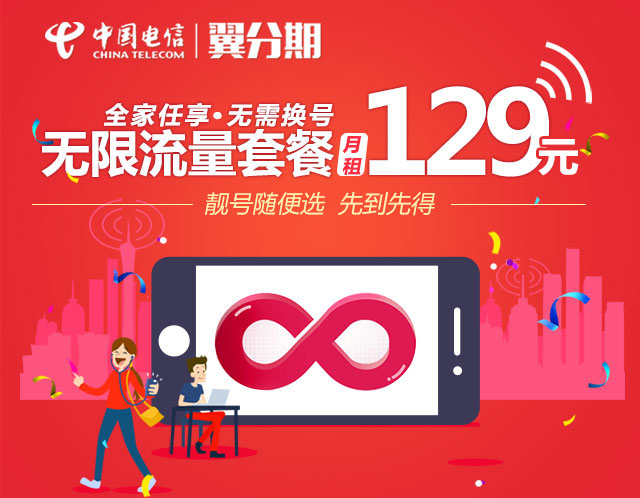 中国电信 翼分期
CHINA TELECOM
全家任享·无需换号
无限流量套餐 月租 129元
靓号随便选 先到先得